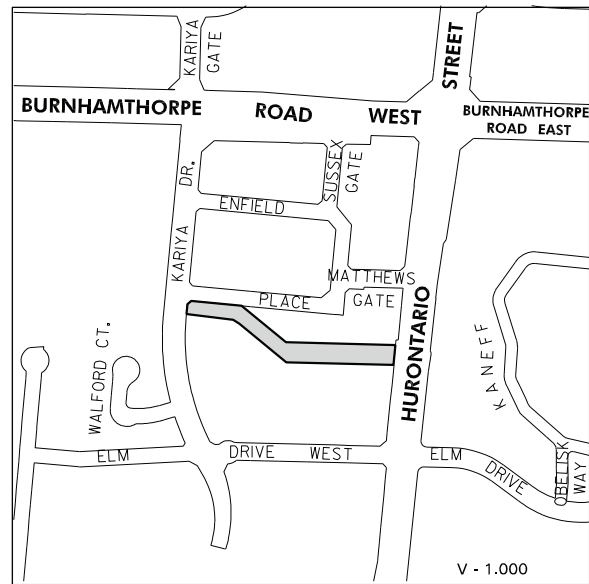 KARIYA
GATE
STREET
BURNHAMTHORPE ROAD WEST
BURNHAMTHORPE
ROAD EAST
SUSSEX
GATE
KARIYA DR.
ENFIELD
PLACE
MATTHEWS
GATE
HURONTARIO
KANEFF
WALFORD CT.
ELM DRIVE WEST
ELM DRIVE
OBELISK
WAY
V - 1.000